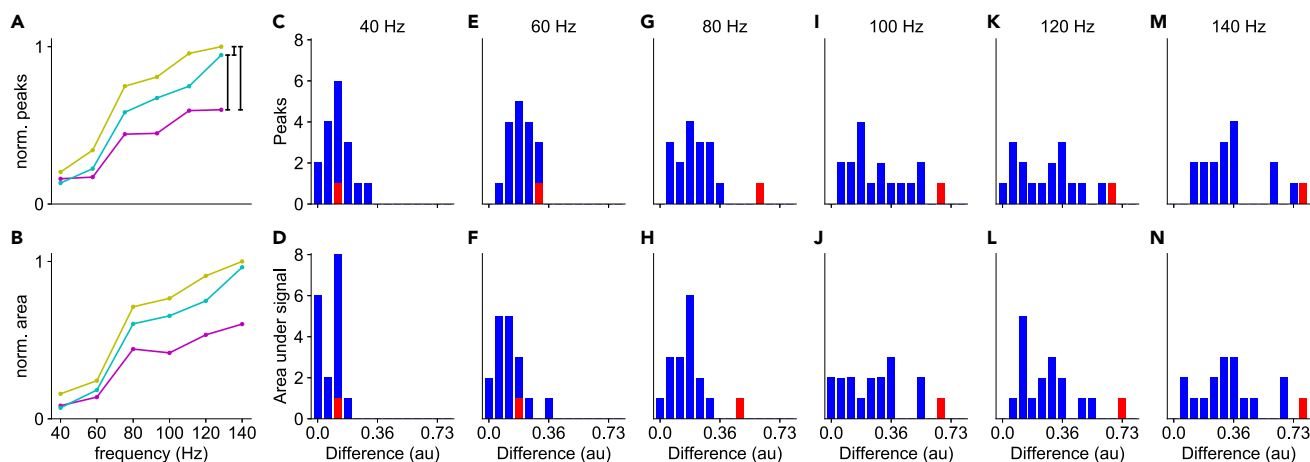 A
C
E
G
I
K
M
40 Hz
60 Hz
80 Hz
100 Hz
120 Hz
140 Hz
norm. peaks
1
0
Peaks
8
6
4
2
0
B
D
F
H
J
L
N
norm. area
1
0
40 60 80 100 120 140
frequency (Hz)
Area under signal
8
6
4
2
0
0.0 0.36 0.73
Difference (au)
0.0 0.36 0.73
Difference (au)
0.0 0.36 0.73
Difference (au)
0.0 0.36 0.73
Difference (au)
0.0 0.36 0.73
Difference (au)
0.0 0.36 0.73
Difference (au)